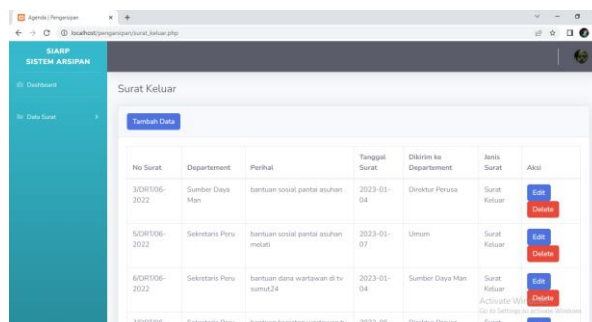 Agenda | Pengarsipan
localhost/pengarsipan/surat_keluar.php
SIARP
SISTEM ARSIPAN
Dashboard
Data Surat
Surat Keluar
Tambah Data
No Surat Departement Perihal Tanggal Surat Dikirim ke Departement Jenis Surat Aksi
3/DRT/06-2022 Sumber Daya Man bantuan sosial pantai asuhan 2023-01-04 Direktur Perusa Surat Keluar Edit Delete
5/DRT/06-2022 Sekretaris Peru bantuan sosial pantai asuhan melati 2023-01-07 Umum Surat Keluar Edit Delete
6/DRT/06-2022 Sekretaris Peru bantuan dana wartawan di tv sumut24 2023-01-04 Sumber Daya Man Surat Keluar Edit Delete
Activate Windows
Go to Settings to activate Windows